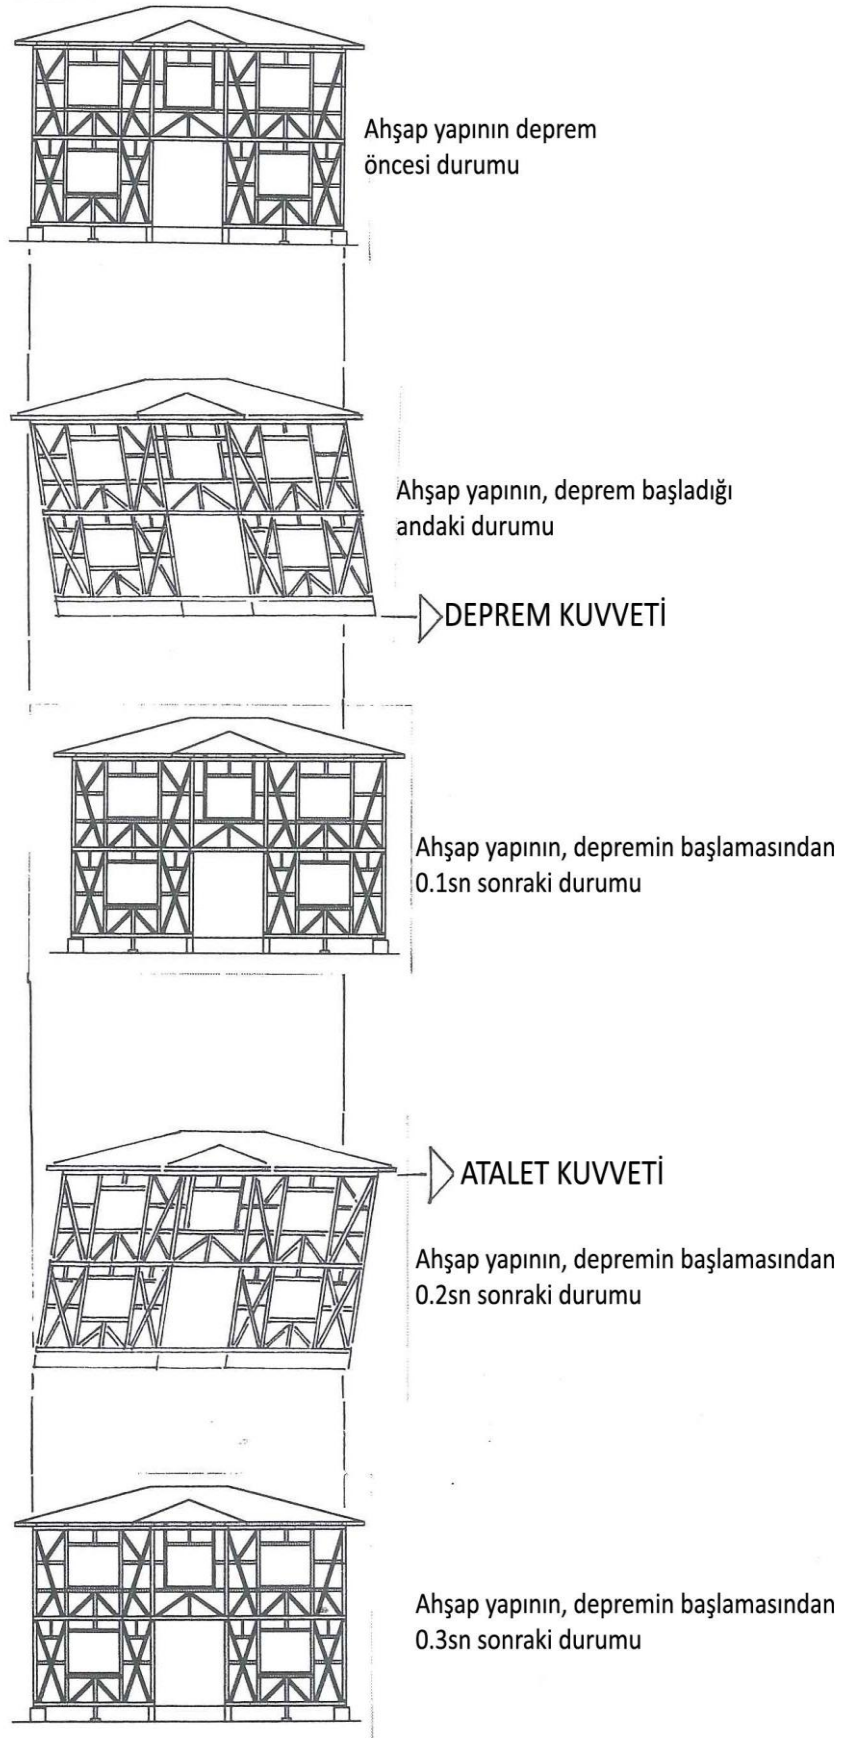 Ahşap yapının deprem
öncesi durumu
Ahşap yapının, deprem başladığı
andaki durumu
DEPREM KUVVETİ
Ahşap yapının, depremin başlamasından
0.1sn sonraki durumu
ATALET KUVVETİ
Ahşap yapının, depremin başlamasından
0.2sn sonraki durumu
Ahşap yapının, depremin başlamasından
0.3sn sonraki durumu